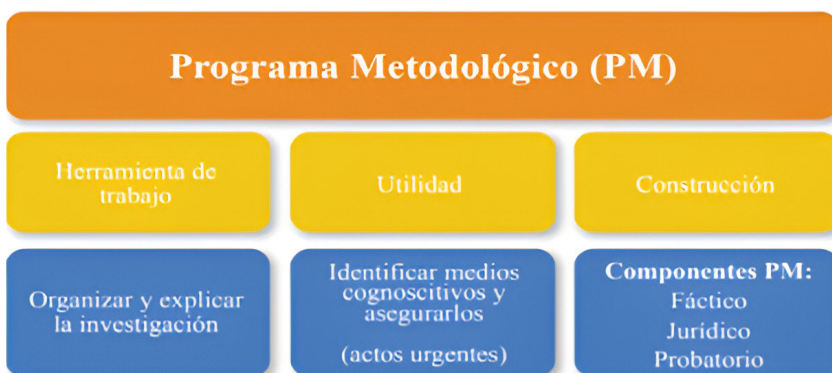 Programa Metodológico (PM)
Herramienta de
trabajo
Utilidad
Construcción
Organizar y explicar
la investigación
Identificar medios
cognoscitivos y
asegurarlos
(actos urgentes)
Componentes PM:
Fáctico
Jurídico
Probatorio